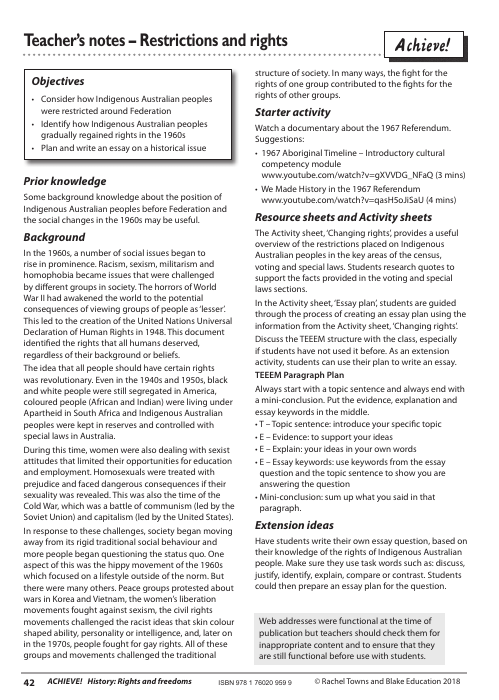 Teacher's notes – Restrictions and rights
Achieve!
Objectives
• Consider how Indigenous Australian peoples
were restricted around Federation
• Identify how Indigenous Australian peoples
gradually regained rights in the 1960s
• Plan and write an essay on a historical issue
Prior knowledge
Some background knowledge about the position of
Indigenous Australian peoples before Federation and
the social changes in the 1960s may be useful.
Background
In the 1960s, a number of social issues began to
rise in prominence. Racism, sexism, militarism and
homophobia became issues that were challenged
by different groups in society. The horrors of World
War II had awakened the world to the potential
consequences of viewing groups of people as 'lesser'.
This led to the creation of the United Nations Universal
Declaration of Human Rights in 1948. This document
identified the rights that all humans deserved,
regardless of their background or beliefs.
The idea that all people should have certain rights
was revolutionary. Even in the 1940s and 1950s, black
and white people were still segregated in America,
coloured people (African and Indian) were living under
Apartheid in South Africa and Indigenous Australian
peoples were kept in reserves and controlled with
special laws in Australia.
During this time, women were also dealing with sexist
attitudes that limited their opportunities for education
and employment. Homosexuals were treated with
prejudice and faced dangerous consequences if their
sexuality was revealed. This was also the time of the
Cold War, which was a battle of communism (led by the
Soviet Union) and capitalism (led by the United States).
In response to these challenges, society began moving
away from its rigid traditional social behaviour and
more people began questioning the status quo. One
aspect of this was the hippy movement of the 1960s
which focused on a lifestyle outside of the norm. But
there were many others. Peace groups protested about
wars in Korea and Vietnam, the women's liberation
movements fought against sexism, the civil rights
movements challenged the racist ideas that skin colour
shaped ability, personality or intelligence, and, later on
in the 1970s, people fought for gay rights. All of these
groups and movements challenged the traditional
structure of society. In many ways, the fight for the
rights of one group contributed to the fights for the
rights of other groups.
Starter activity
Watch a documentary about the 1967 Referendum.
Suggestions:
• 1967 Aboriginal Timeline – Introductory cultural
competency module
www.youtube.com/watch?v=gXVVDG_NFaQ (3 mins)
• We Made History in the 1967 Referendum
www.youtube.com/watch?v=qasH5oJiSaU (4 mins)
Resource sheets and Activity sheets
The Activity sheet, 'Changing rights', provides a useful
overview of the restrictions placed on Indigenous
Australian peoples in the key areas of the census,
voting and special laws. Students research quotes to
support the facts provided in the voting and special
laws sections.
In the Activity sheet, 'Essay plan', students are guided
through the process of creating an essay plan using the
information from the Activity sheet, 'Changing rights'.
Discuss the TEEEM structure with the class, especially
if students have not used it before. As an extension
activity, students can use their plan to write an essay.
TEEEM Paragraph Plan
Always start with a topic sentence and always end with
a mini-conclusion. Put the evidence, explanation and
essay keywords in the middle.
• T – Topic sentence: introduce your specific topic
• E – Evidence: to support your ideas
• E – Explain: your ideas in your own words
• E – Essay keywords: use keywords from the essay
question and the topic sentence to show you are
answering the question
• Mini-conclusion: sum up what you said in that
paragraph.
Extension ideas
Have students write their own essay question, based on
their knowledge of the rights of Indigenous Australian
people. Make sure they use task words such as: discuss,
justify, identify, explain, compare or contrast. Students
could then prepare an essay plan for the question.
Web addresses were functional at the time of
publication but teachers should check them for
inappropriate content and to ensure that they
are still functional before use with students.
42 ACHIEVE! History: Rights and freedoms ISBN 978 1 76020 959 9 © Rachel Towns and Blake Education 2018